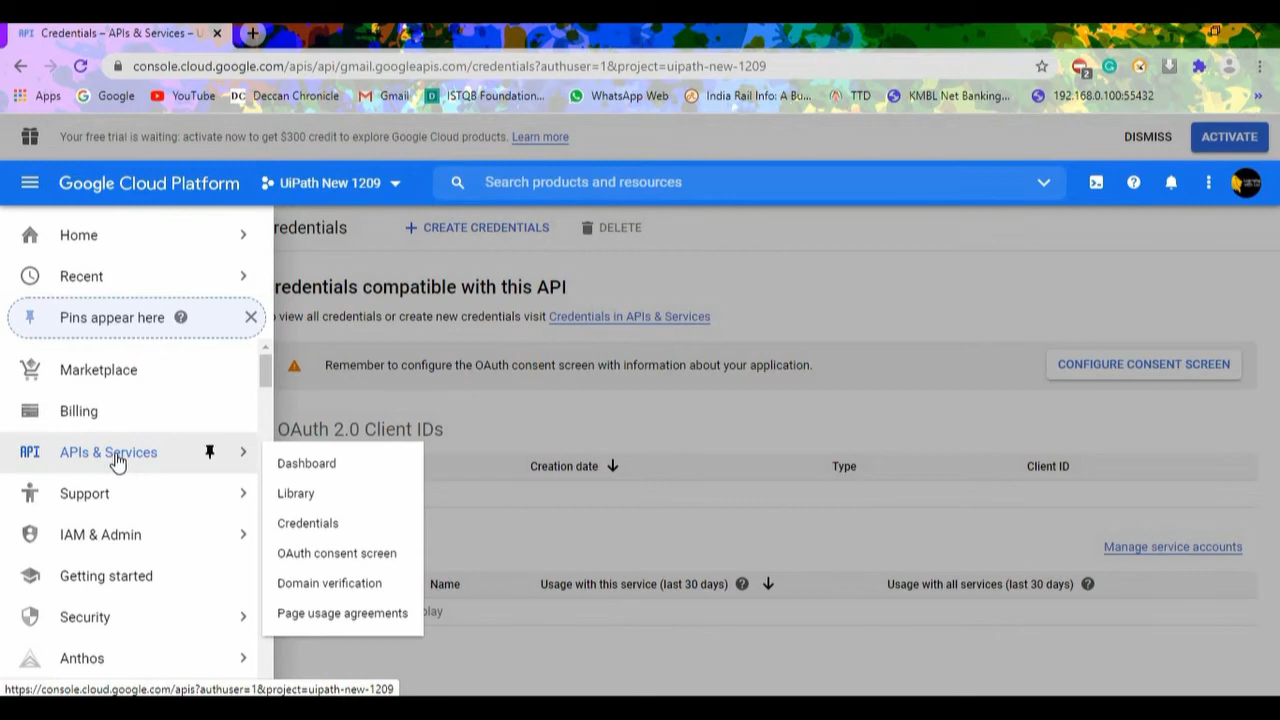 API Credentials – APIs & Services – U
console.cloud.google.com/apis/api/gmail.googleapis.com/credentials?authuser=1&project=uipath-new-1209
2
Apps Google YouTube DC Deccan Chronicle Gmail ISTQB Foundation... WhatsApp Web India Rail Info: A Bu... TTD KMBL Net Banking... 192.168.0.100:55432 »
Your free trial is waiting: activate now to get $300 credit to explore Google Cloud products. Learn more DISMISS ACTIVATE
Google Cloud Platform UiPath New 1209 Search products and resources
Home
redentials + CREATE CREDENTIALS DELETE
Recent
redentials compatible with this API
Pins appear here
view all credentials or create new credentials visit Credentials in APIs & Services
Marketplace
Remember to configure the OAuth consent screen with information about your application. CONFIGURE CONSENT SCREEN
Billing
OAuth 2.0 Client IDs
API APIs & Services
Dashboard
Creation date Type Client ID
Support
Library
Credentials
IAM & Admin
OAuth consent screen
Manage service accounts
Getting started
Domain verification
Name Usage with this service (last 30 days) Usage with all services (last 30 days)
Security
Page usage agreements
play
Anthos
https://console.cloud.google.com/apis?authuser=1&project=uipath-new-1209